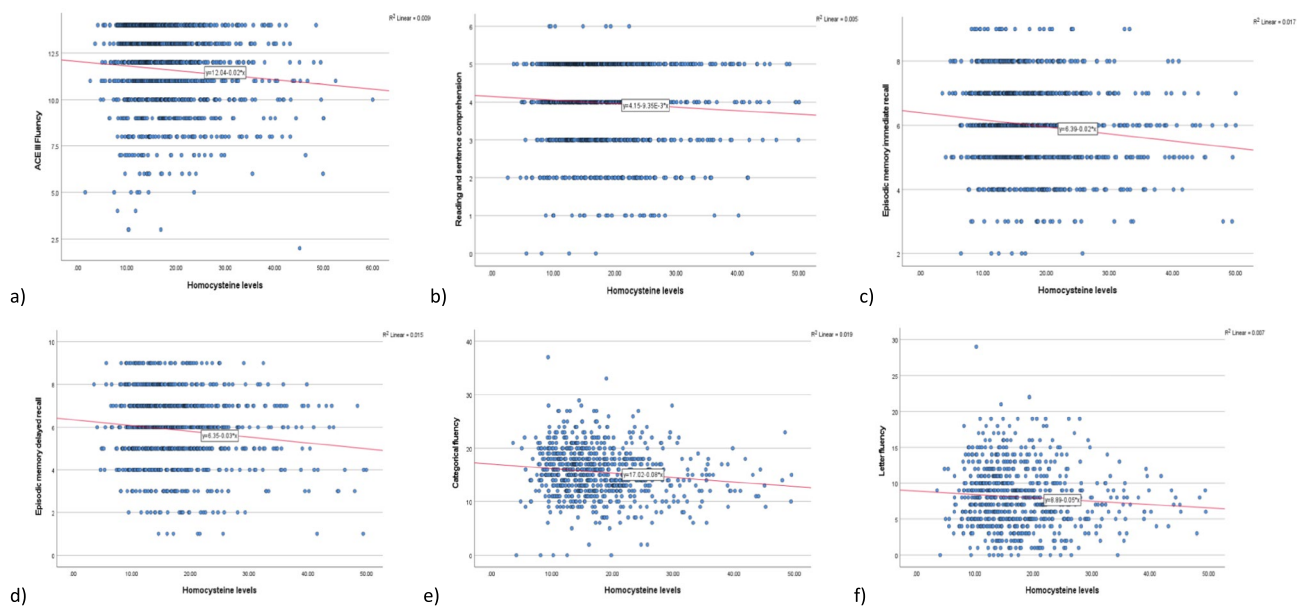 R² Linear = 0.009
ACE III Fluency
12.5
10.0
7.5
5.0
2.5
y=12.04-0.02*x
.00 10.00 20.00 30.00 40.00 50.00 60.00
Homocysteine levels
a)
R² Linear = 0.005
Reading and sentence comprehension
6
5
4
3
2
1
0
y=4.15-9.35E-3*x
.00 10.00 20.00 30.00 40.00 50.00
Homocysteine levels
b)
R² Linear = 0.017
Episodic memory immediate recall
8
6
4
2
y=6.39-0.02*x
.00 10.00 20.00 30.00 40.00 50.00
Homocysteine levels
c)
R² Linear = 0.015
Episodic memory delayed recall
10
8
6
4
2
0
y=6.35-0.03*x
.00 10.00 20.00 30.00 40.00 50.00
Homocysteine levels
d)
R² Linear = 0.019
Categorical fluency
40
30
20
10
0
y=17.02-0.09*x
.00 10.00 20.00 30.00 40.00 50.00
Homocysteine levels
e)
R² Linear = 0.007
Letter fluency
30
25
20
15
10
5
0
y=8.89-0.05*x
.00 10.00 20.00 30.00 40.00 50.00
Homocysteine levels
f)